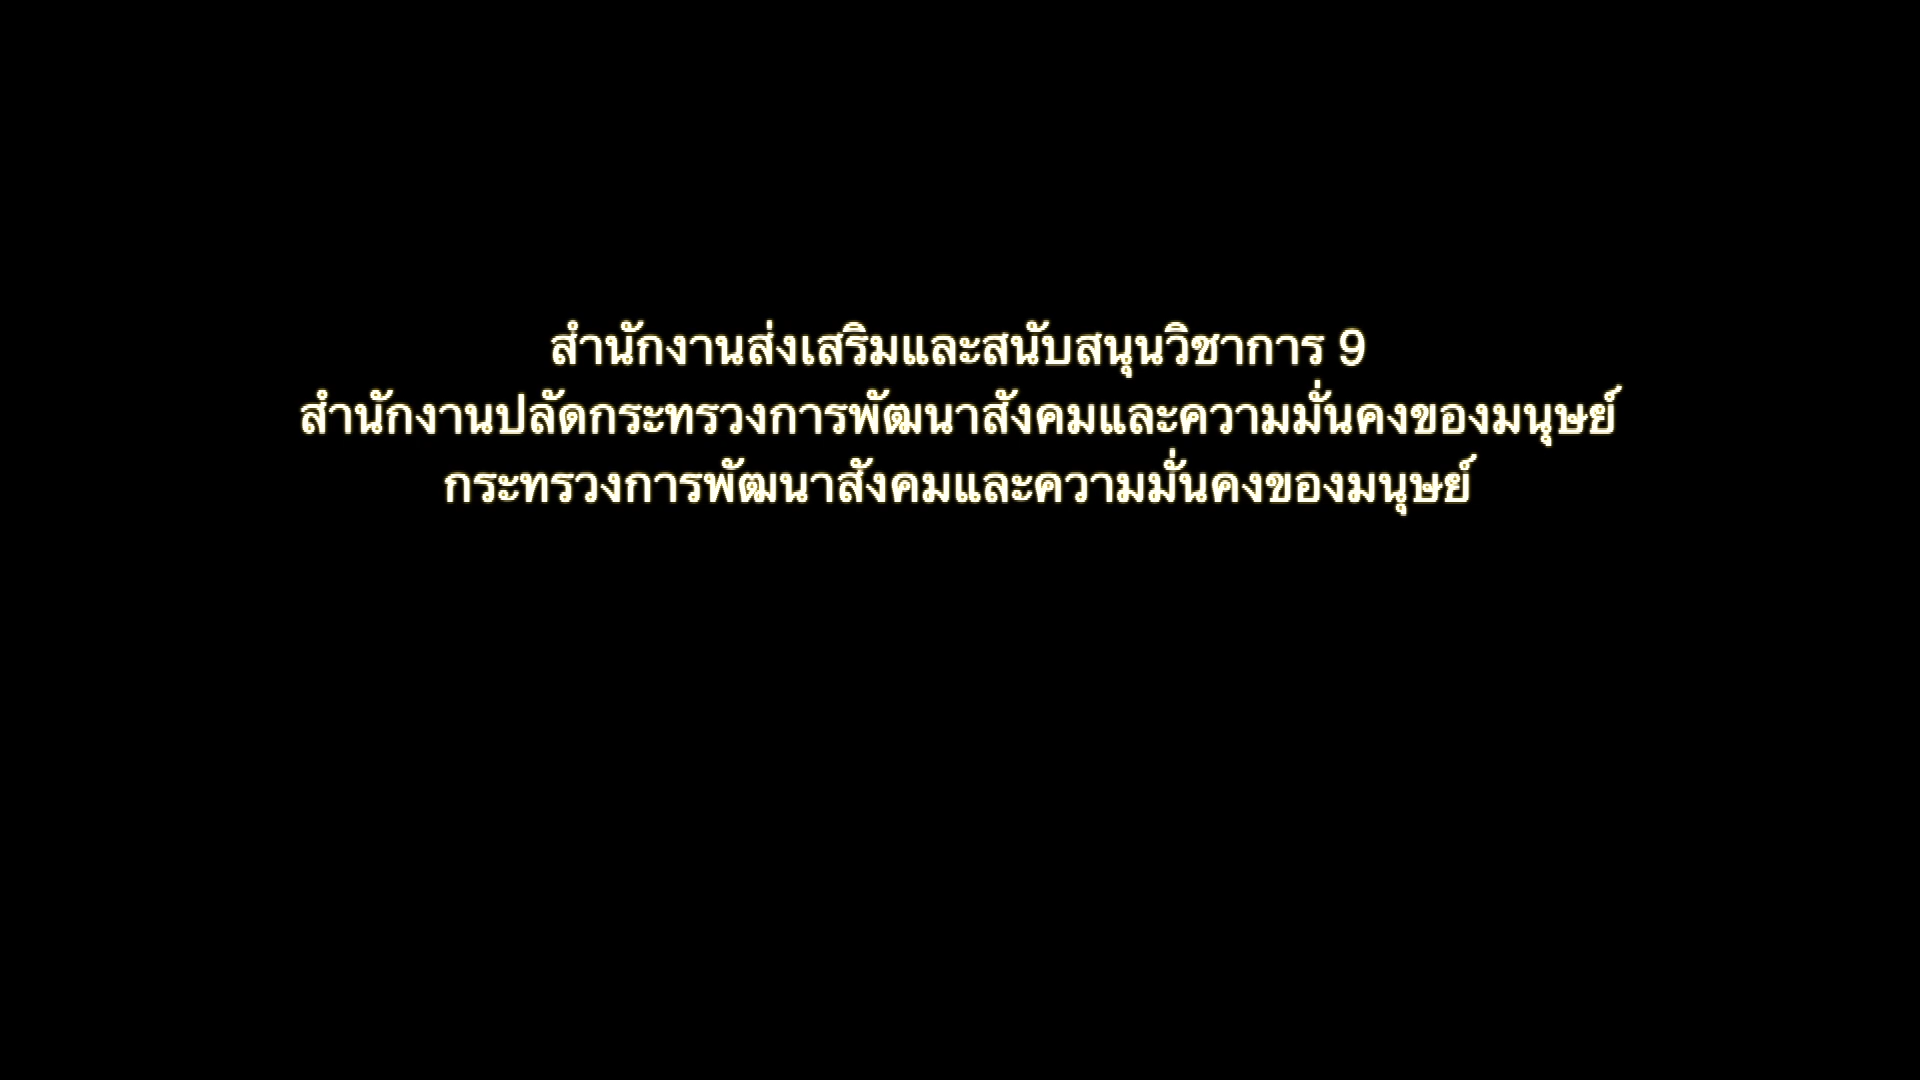 สำนักงานส่งเสริมและสนับสนุนวิชาการ 9
สำนักงานปลัดกระทรวงการพัฒนาสังคมและความมั่นคงของมนุษย์
กระทรวงการพัฒนาสังคมและความมั่นคงของมนุษย์